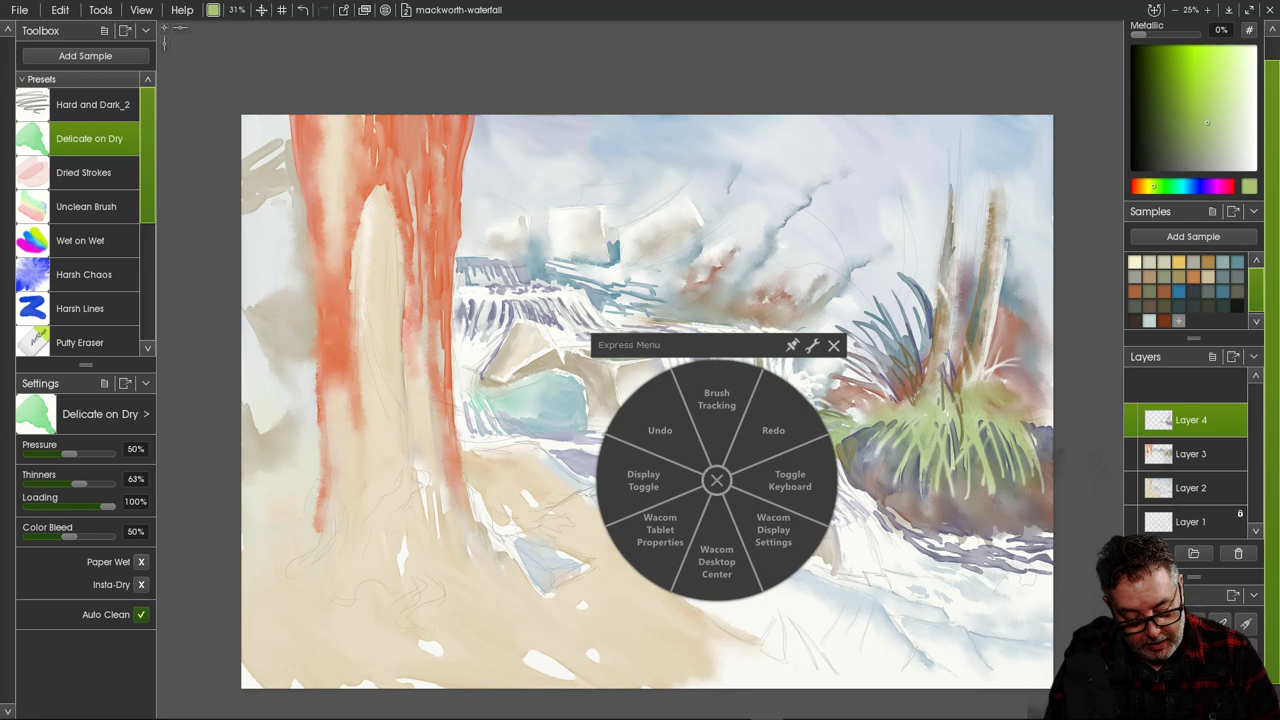 File Edit Tools View Help 31% 2 mackworth-waterfall 25%
Toolbox
Add Sample
Presets
Hard and Dark_2
Delicate on Dry
Dried Strokes
Unclean Brush
Wet on Wet
Harsh Chaos
Harsh Lines
Putty Eraser
Settings
Delicate on Dry >
Pressure 50%
Thinners 63%
Loading 100%
Color Bleed 50%
Paper Wet X
Insta-Dry X
Auto Clean
Express Menu
Brush
Tracking
Undo
Redo
Display
Toggle
Toggle
Keyboard
Wacom
Tablet
Properties
Wacom
Display
Settings
Wacom
Desktop
Center
Metallic 0% #
Samples
Add Sample
Layers
Layer 4
Layer 3
Layer 2
Layer 1